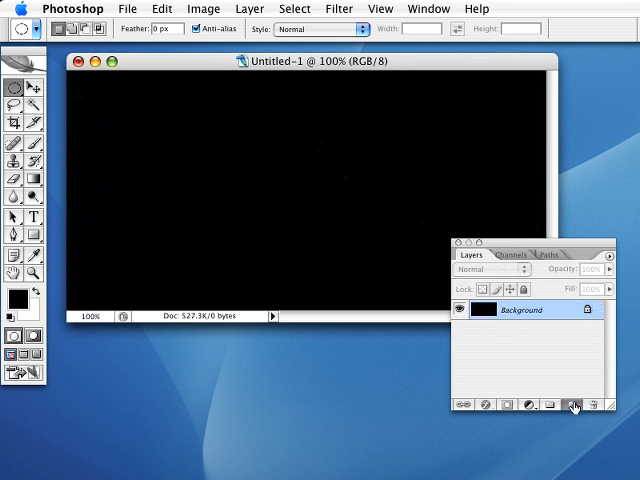 Photoshop File Edit Image Layer Select Filter View Window Help
Feather: 0 px Anti-alias Style: Normal Width: Height:
Untitled-1 @ 100% (RGB/8)
Layers Channels Paths
Normal Opacity: 100%
Lock: Fill: 100%
Background
T
100% Doc: 527.3K/0 bytes